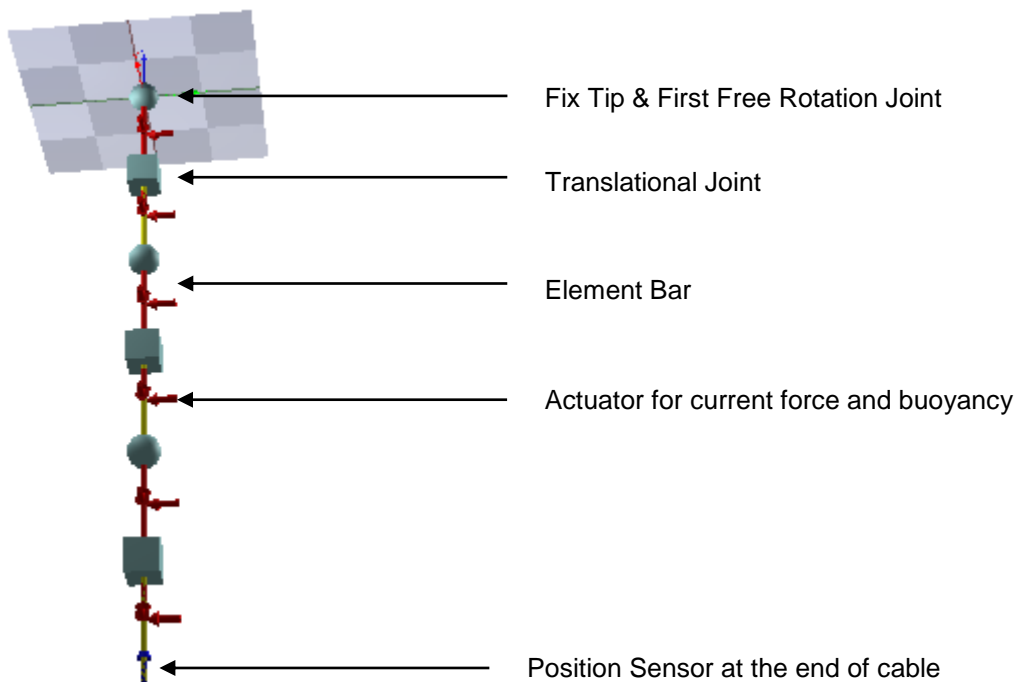 Fix Tip & First Free Rotation Joint
Translational Joint
Element Bar
Actuator for current force and buoyancy
Position Sensor at the end of cable